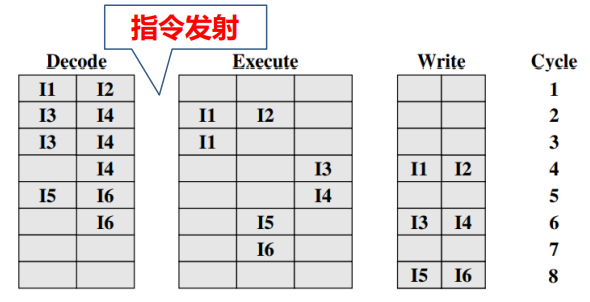 指令发射
Decode Execute Write Cycle
I1 I2 1
I3 I4 I1 I2 2
I3 I4 I1 3
I4 I3 I1 I2 4
I5 I6 I4 5
I6 I5 I3 I4 6
I6 7
I5 I6 8